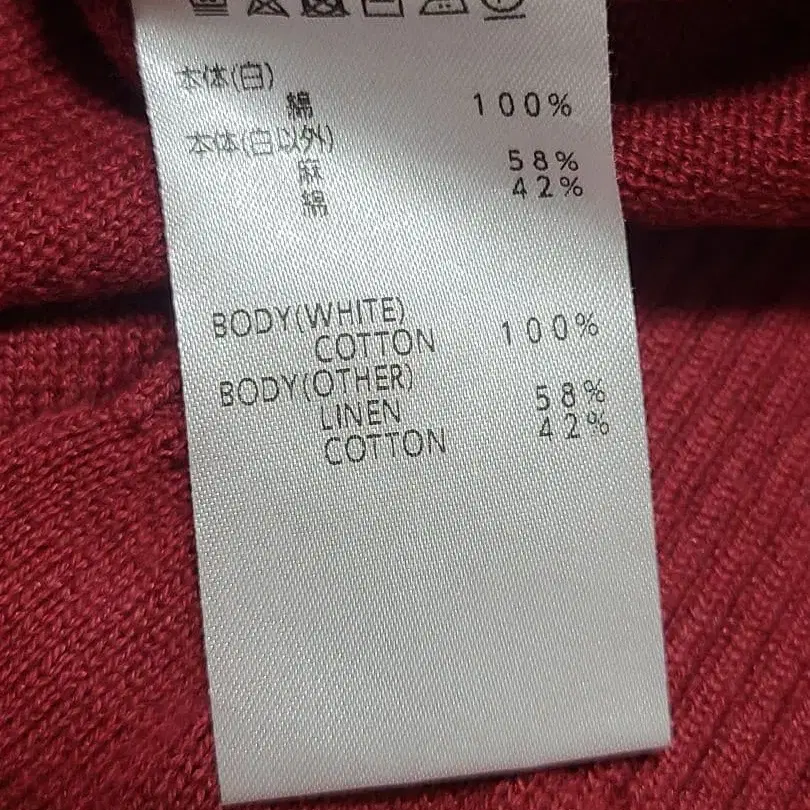 本体(白)
綿 100%
本体(白以外)
麻 58%
綿 42%
BODY(WHITE)
COTTON 100%
BODY(OTHER)
LINEN 58%
COTTON 42%